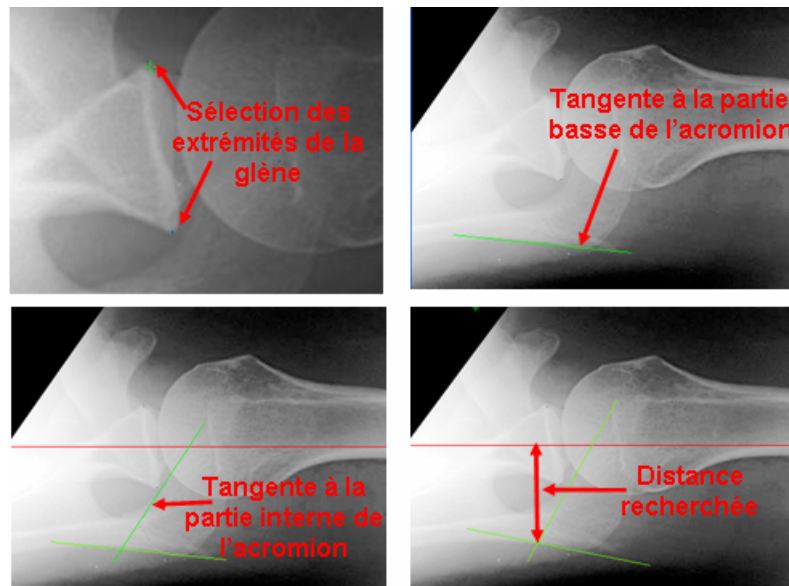 Sélection des
extrémités de la
glène
Tangente à la partie
basse de l'acromion
Tangente à la
partie interne de
l'acromion
Distance
recherchée